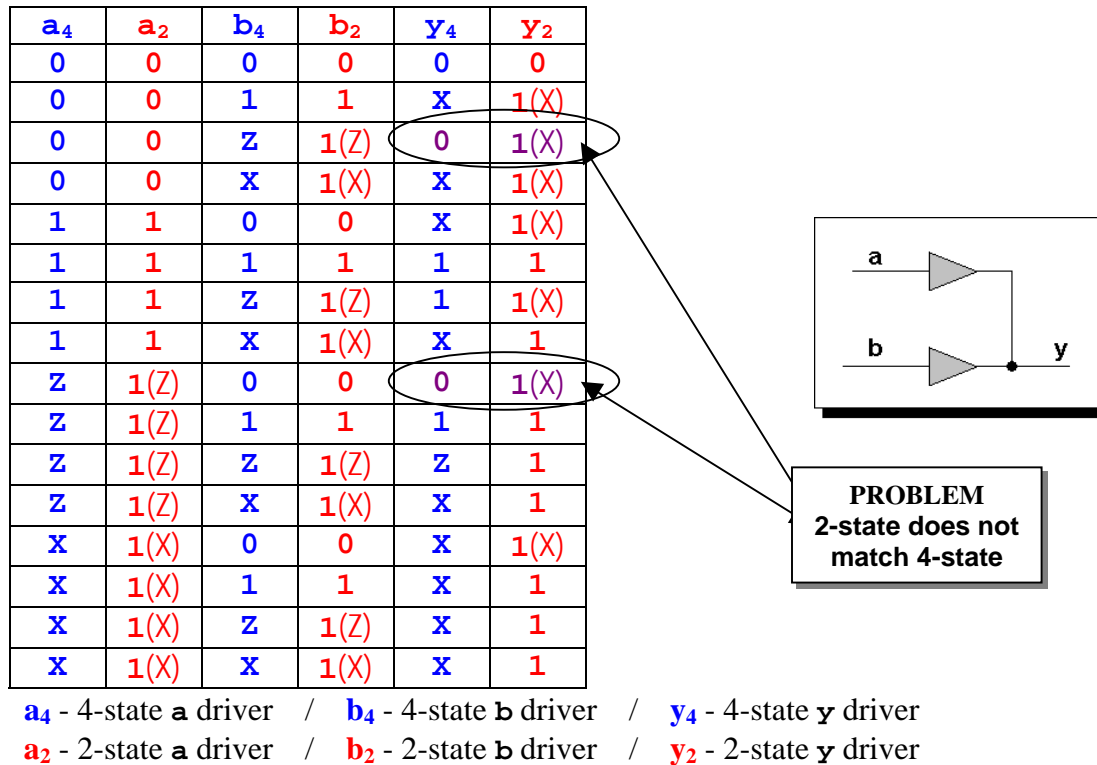 a4 a2 b4 b2 y4 y2
0 0 0 0 0 0
0 0 1 1 X 1(X)
0 0 Z 1(Z) 0 1(X)
0 0 X 1(X) X 1(X)
1 1 0 0 X 1(X)
1 1 1 1 1 1
1 1 Z 1(Z) 1 1(X)
1 1 X 1(X) X 1
Z 1(Z) 0 0 0 1(X)
Z 1(Z) 1 1 1 1
Z 1(Z) Z 1(Z) Z 1
Z 1(Z) X 1(X) X 1
X 1(X) 0 0 X 1(X)
X 1(X) 1 1 X 1
X 1(X) Z 1(Z) X 1
X 1(X) X 1(X) X 1
a
b
y
PROBLEM
2-state does not
match 4-state
a4 - 4-state a driver / b4 - 4-state b driver / y4 - 4-state y driver
a2 - 2-state a driver / b2 - 2-state b driver / y2 - 2-state y driver